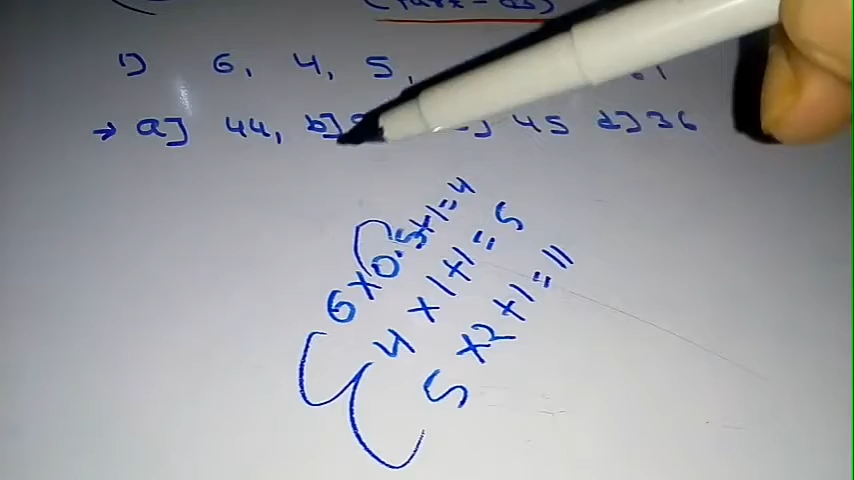 1) 6, 4, 5,
→ a] 44, b] 45 d] 36
6 x 0.5 + 1 = 4
4 x 1 + 1 = 5
5 x 2 + 1 = 11